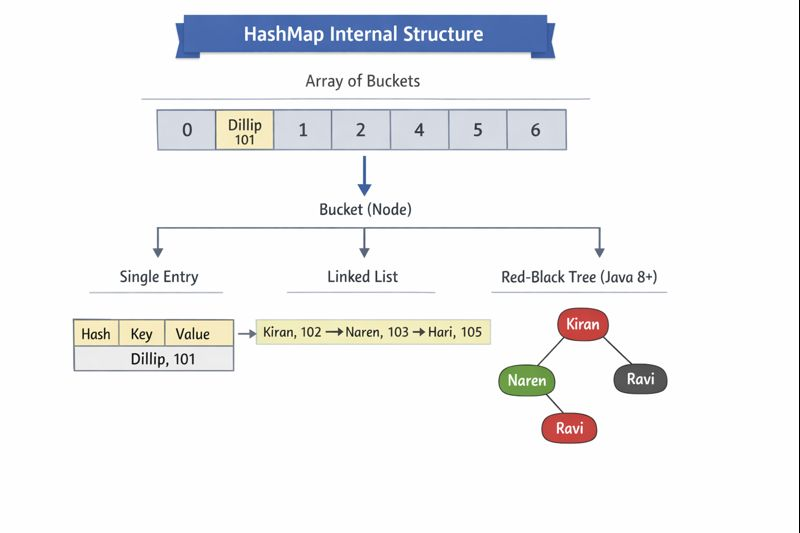 HashMap Internal Structure
Array of Buckets
0 Dillip 101 1 2 4 5 6
Bucket (Node)
Single Entry
Linked List
Red-Black Tree (Java 8+)
Hash Key Value
Dillip, 101
Kiran, 102 → Naren, 103 → Hari, 105
Kiran
Naren
Ravi
Ravi